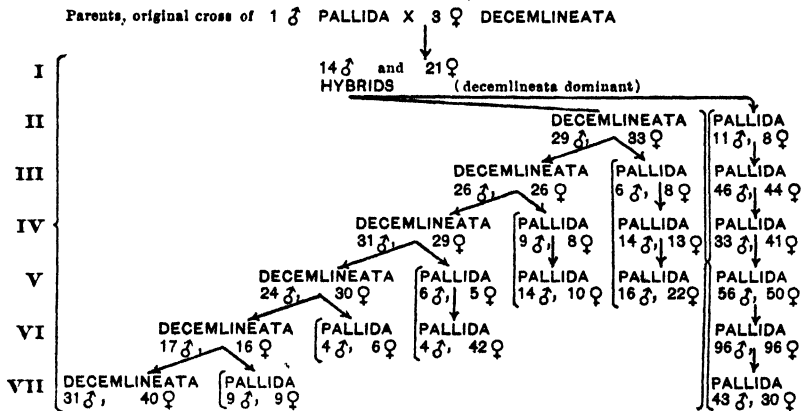 Parents, original cross of 1 ♂ PALLIDA X 3 ♀ DECEMLINEATA
I 14♂ and 21♀
HYBRIDS (decemlineata dominant)
II DECEMLINEATA PALLIDA
29♂, 33♀ 11♂, 8♀
III DECEMLINEATA PALLIDA PALLIDA
26♂, 26♀ 6♂, 8♀ 46♂, 44♀
IV DECEMLINEATA PALLIDA PALLIDA PALLIDA
31♂, 29♀ 9♂, 8♀ 14♂, 13♀ 33♂, 41♀
V DECEMLINEATA PALLIDA PALLIDA PALLIDA PALLIDA
24♂, 30♀ 6♂, 5♀ 14♂, 10♀ 16♂, 22♀ 56♂, 50♀
VI DECEMLINEATA PALLIDA PALLIDA PALLIDA
17♂, 16♀ 4♂, 6♀ 4♂, 42♀ 96♂, 96♀
VII DECEMLINEATA PALLIDA PALLIDA
31♂, 40♀ 9♂, 9♀ 43♂, 30♀